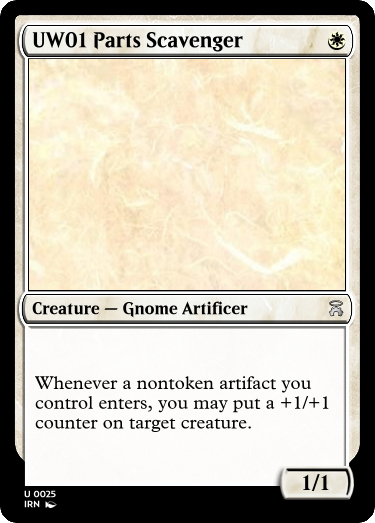 UW01 Parts Scavenger
Creature — Gnome Artificer
Whenever a nontoken artifact you
control enters, you may put a +1/+1
counter on target creature.
1/1
U 0025
IRN